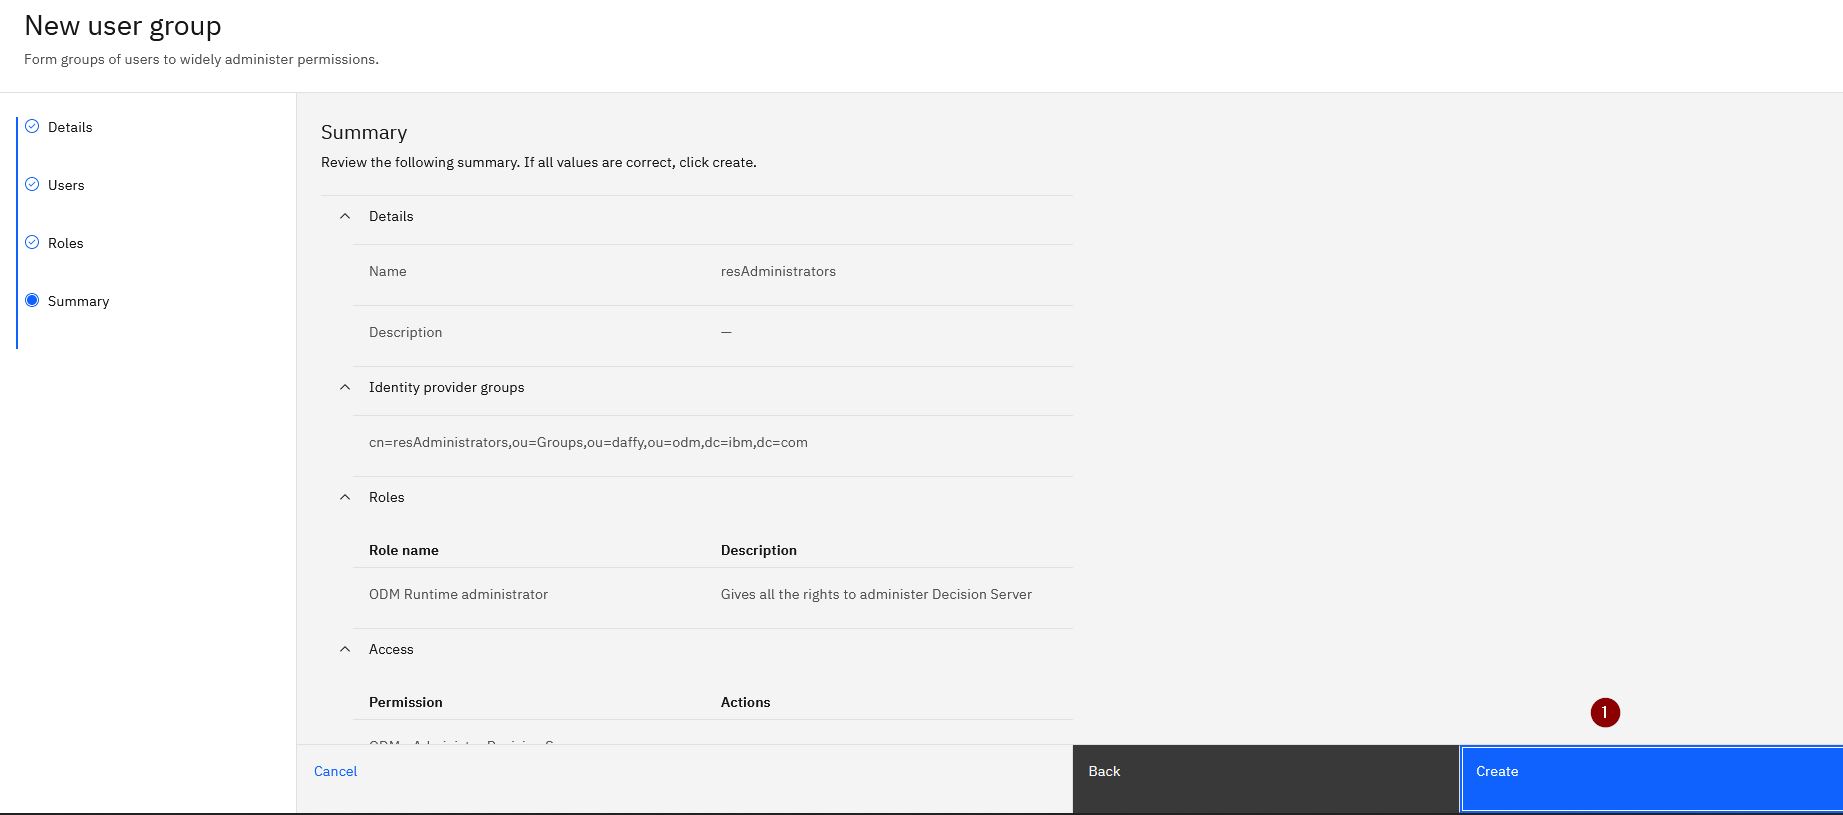 New user group
Form groups of users to widely administer permissions.
Details
Users
Roles
Summary
Summary
Review the following summary. If all values are correct, click create.
Details
Name resAdministrators
Description —
Identity provider groups
cn=resAdministrators,ou=Groups,ou=daffy,ou=odm,dc=ibm,dc=com
Roles
Role name Description
ODM Runtime administrator Gives all the rights to administer Decision Server
Access
Permission Actions
1
Cancel Back Create